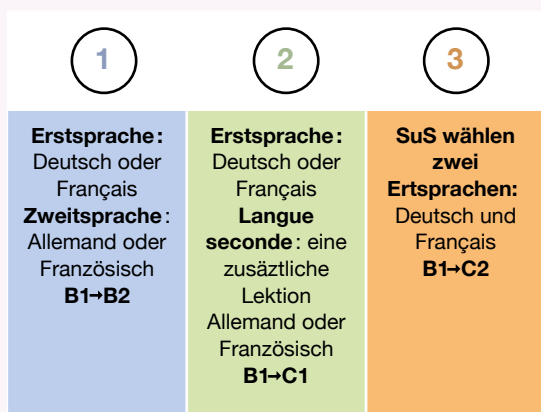 1
2
3
Erstsprache:
Deutsch oder
Français
Zweitsprache:
Allemand oder
Französisch
B1→B2
Erstsprache:
Deutsch oder
Français
Langue
seconde: eine
zusäztliche
Lektion
Allemand oder
Französisch
B1→C1
SuS wählen
zwei
Ertsprachen:
Deutsch und
Français
B1→C2